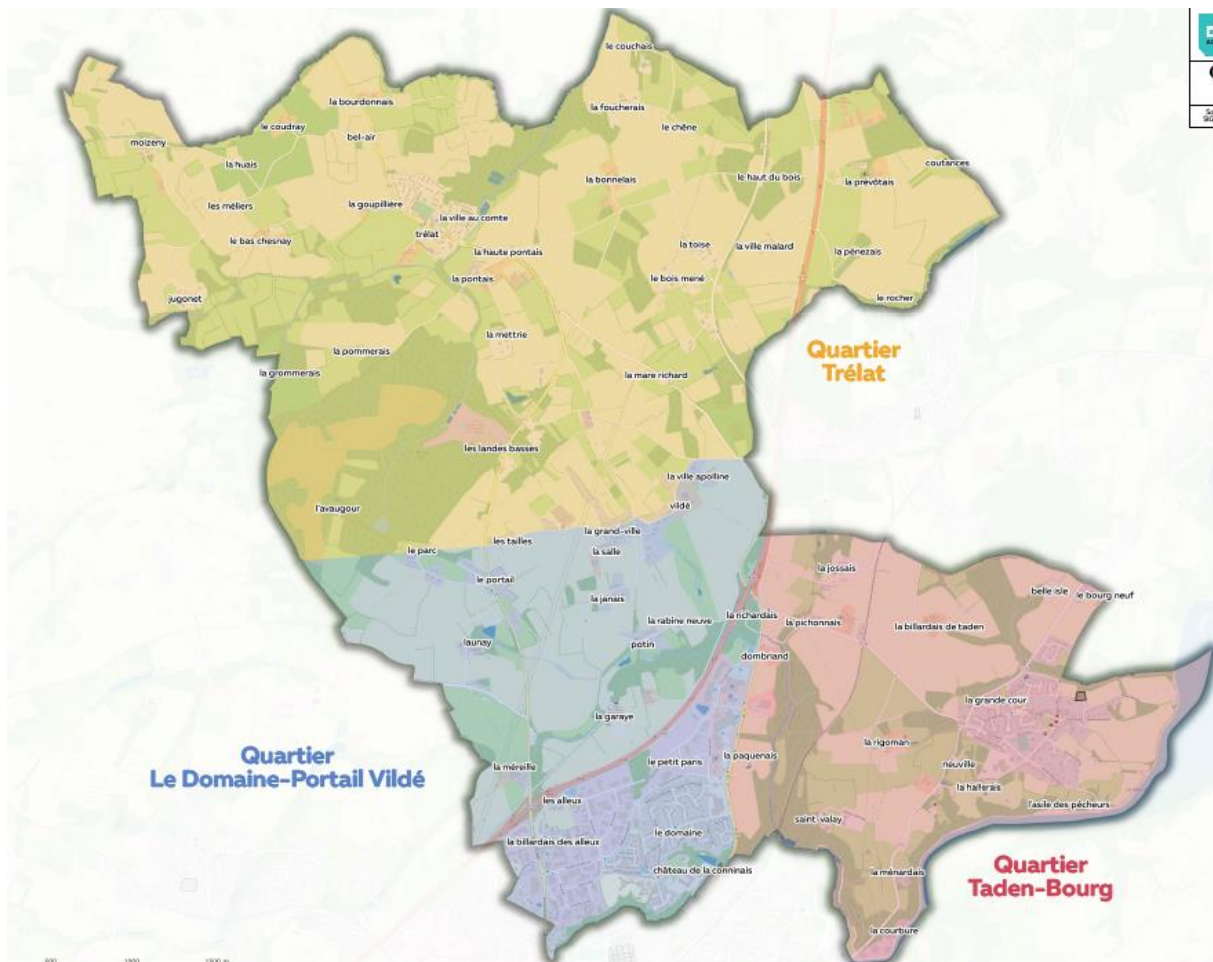 le couchais
la bourdonnais
la foucherais
le coudray
bel-air
le chêne
moizeny
la huais
coutances
la bonnelais
le haut du bois
la prévôtais
les méliers
la goupillière
la ville au comte
trélat
le bas chesnay
la haute pontais
la toise
la ville malard
la pénezais
la pontais
le bois mené
jugonet
le rocher
la mettrie
la pommerais
Quartier
Trélat
la grommerais
la mare richard
les landes basses
la ville apolline
l'avaugour
vildé
la grand-ville
les tailles
le parc
la salle
le portail
la jossais
belle isle
le bourg neuf
la janais
la rabine neuve
la richardais
la pichonnais
la billardais de taden
launay
potin
dombriand
la grande cour
la garaye
Quartier
Le Domaine-Portail Vildé
la paquenais
la rigoman
la méreille
le petit paris
neuville
la hallerais
l'asile des pêcheurs
les alleux
saint-valay
le domaine
la billardais des alleux
château de la conninais
la ménardais
Quartier
Taden-Bourg
la courbure